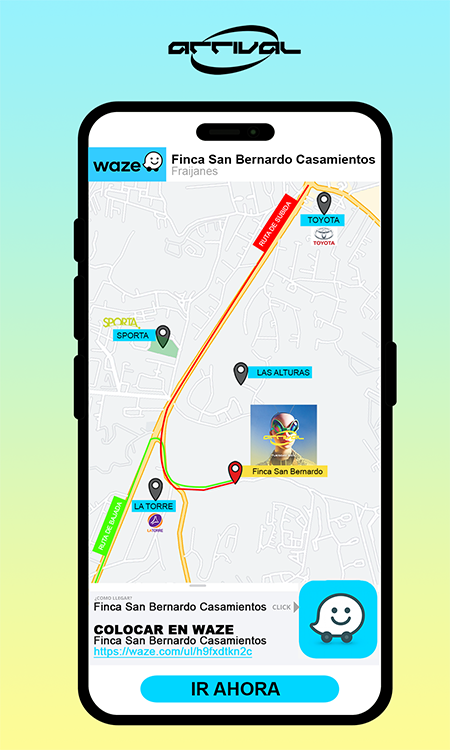 arrival
waze
Finca San Bernardo Casamientos
Fraijanes
RUTA DE SUBIDA
TOYOTA
TOYOTA
SPORTA
SPORTA
LAS ALTURAS
Finca San Bernardo
LA TORRE
LA TORRE
RUTA DE BAJADA
¿COMO LLEGAR?
Finca San Bernardo Casamientos CLICK
COLOCAR EN WAZE
Finca San Bernardo Casamientos
https://waze.com/ul/h9fxdtkn2c
IR AHORA